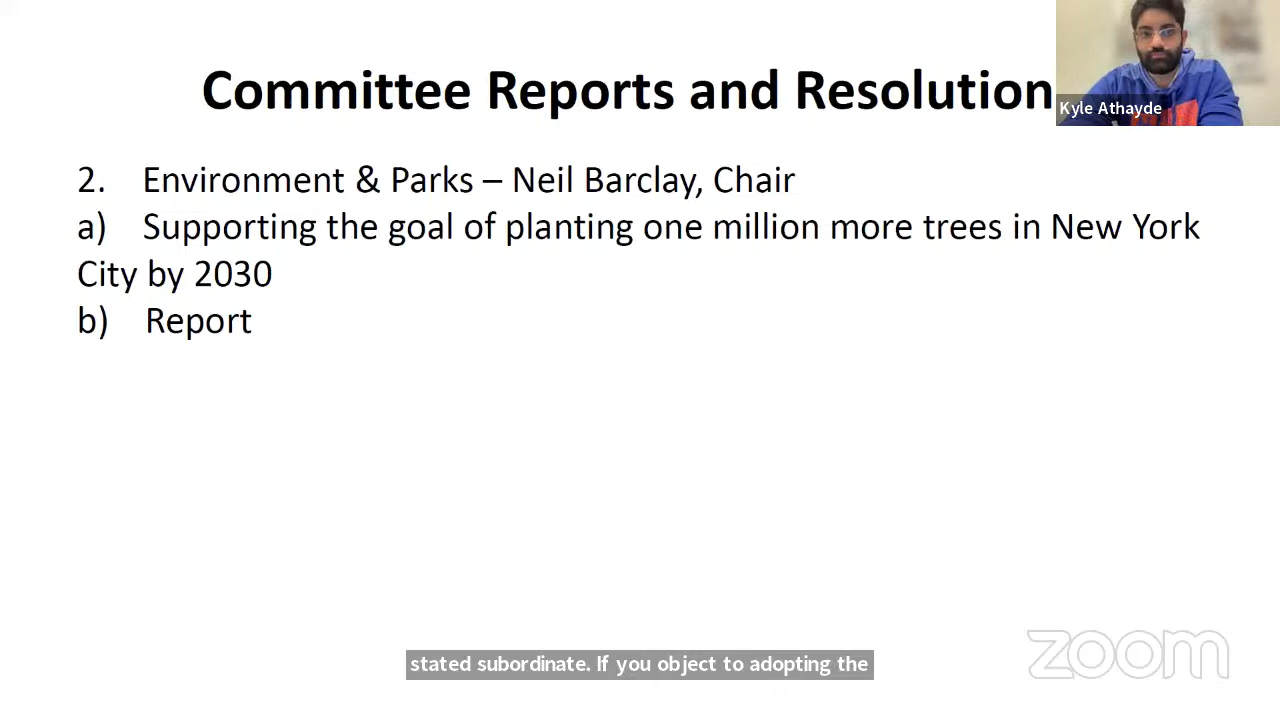 Committee Reports and Resolution
Kyle Athayde
2. Environment & Parks – Neil Barclay, Chair
a) Supporting the goal of planting one million more trees in New York
City by 2030
b) Report
stated subordinate. If you object to adopting the
zoom